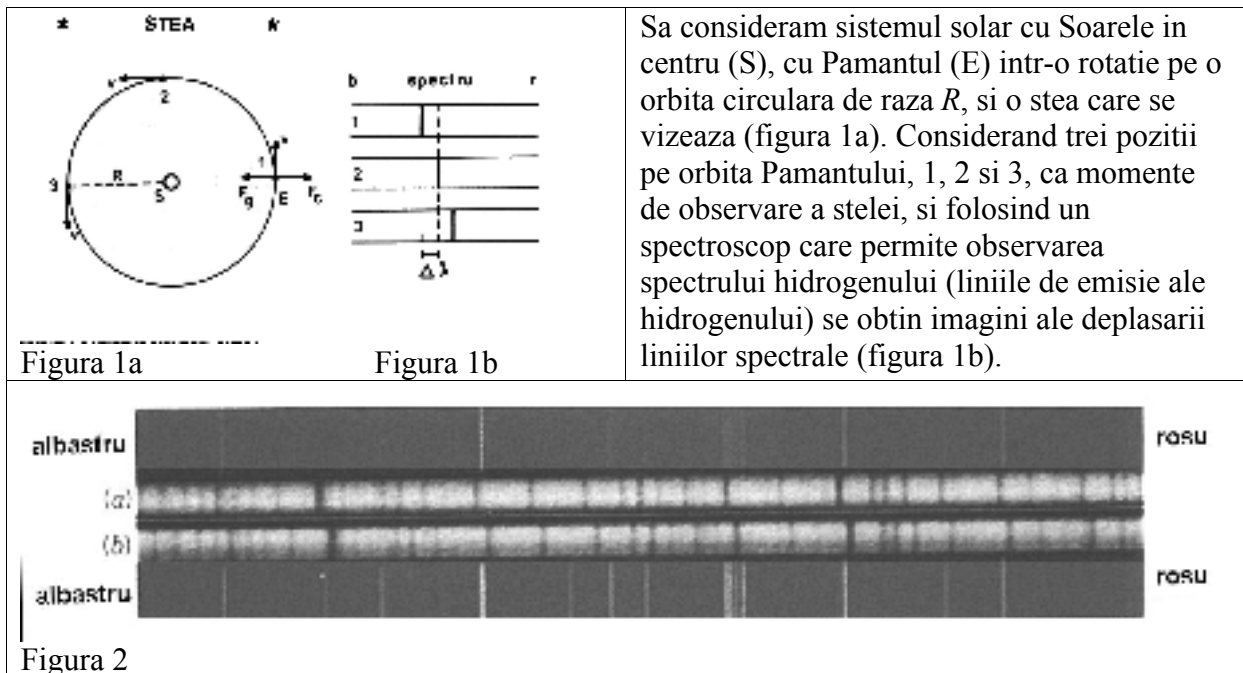 STEA
v
2
1
3
R
S
E
F_g
F_c
v
b spectru r
1
2
3
Δ λ
Figura 1a Figura 1b
Sa consideram sistemul solar cu Soarele in
centru (S), cu Pamantul (E) intr-o rotatie pe o
orbita circulara de raza R, si o stea care se
vizeaza (figura 1a). Considerand trei pozitii
pe orbita Pamantului, 1, 2 si 3, ca momente
de observare a stelei, si folosind un
spectroscop care permite observarea
spectrului hidrogenului (liniile de emisie ale
hidrogenului) se obtin imagini ale deplasarii
liniilor spectrale (figura 1b).
albastru rosu
(a)
(b)
albastru rosu
Figura 2